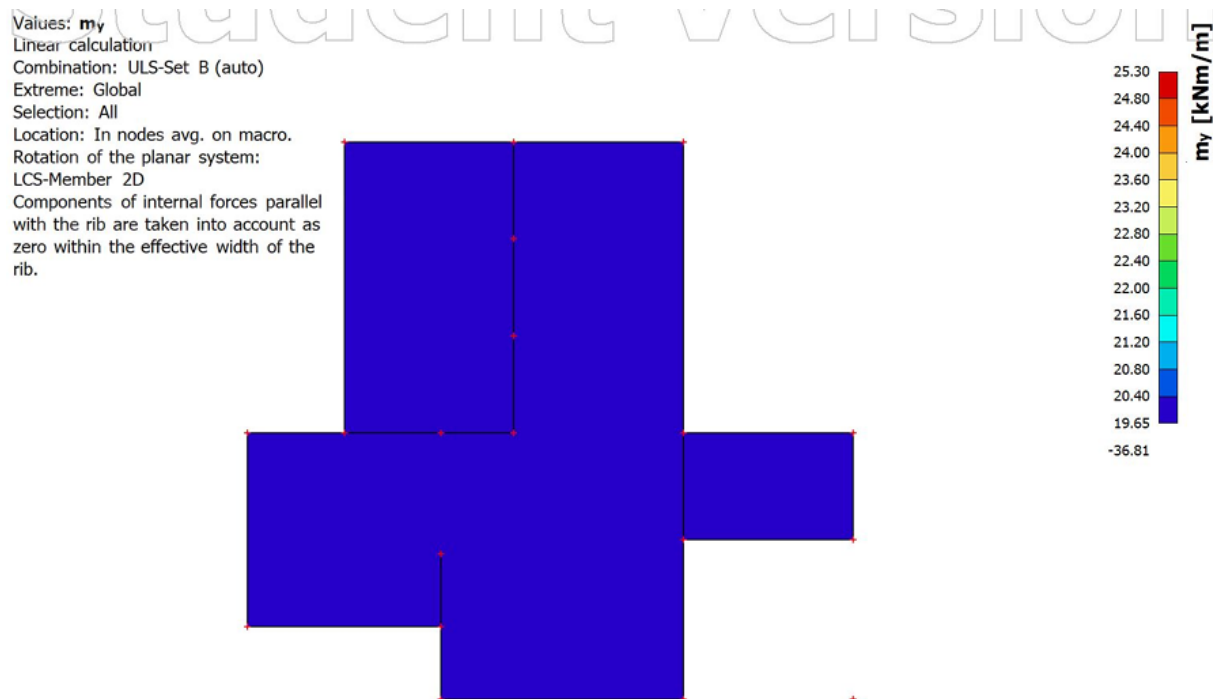 Student version
Values: my
Linear calculation
Combination: ULS-Set B (auto)
Extreme: Global
Selection: All
Location: In nodes avg. on macro.
Rotation of the planar system:
LCS-Member 2D
Components of internal forces parallel
with the rib are taken into account as
zero within the effective width of the
rib.
my [kNm/m]
25.30
24.80
24.40
24.00
23.60
23.20
22.80
22.40
22.00
21.60
21.20
20.80
20.40
19.65
-36.81